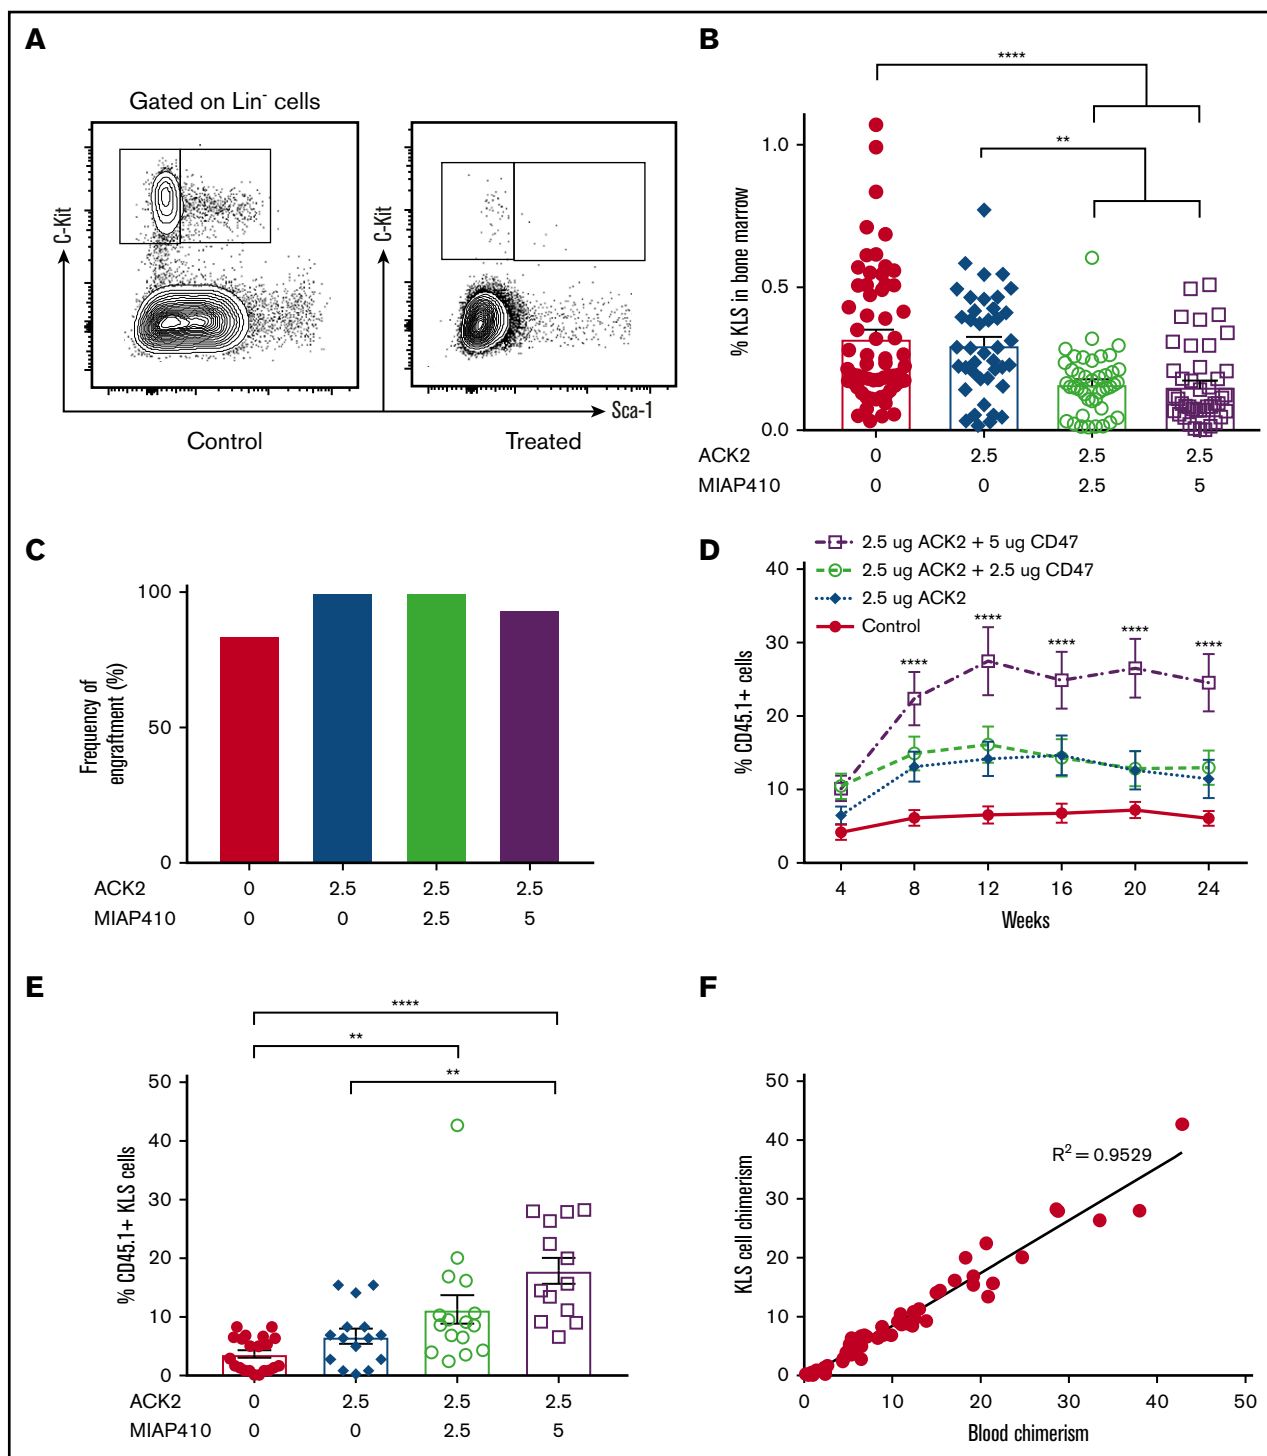 A
Gated on Lin- cells
C-Kit
C-Kit
Sca-1
Control
Treated
B
****
**
% KLS in bone marrow
1.0
0.5
0.0
ACK2 0 2.5 2.5 2.5
MIAP410 0 0 2.5 5
C
Frequency of
engraftment (%)
100
50
0
ACK2 0 2.5 2.5 2.5
MIAP410 0 0 2.5 5
D
2.5 ug ACK2 + 5 ug CD47
2.5 ug ACK2 + 2.5 ug CD47
2.5 ug ACK2
Control
% CD45.1+ cells
40
30
20
10
0
**** **** **** **** ****
4 8 12 16 20 24
Weeks
E
****
**
**
% CD45.1+ KLS cells
50
40
30
20
10
0
ACK2 0 2.5 2.5 2.5
MIAP410 0 0 2.5 5
F
KLS cell chimerism
50
40
30
20
10
0
R² = 0.9529
0 10 20 30 40 50
Blood chimerism